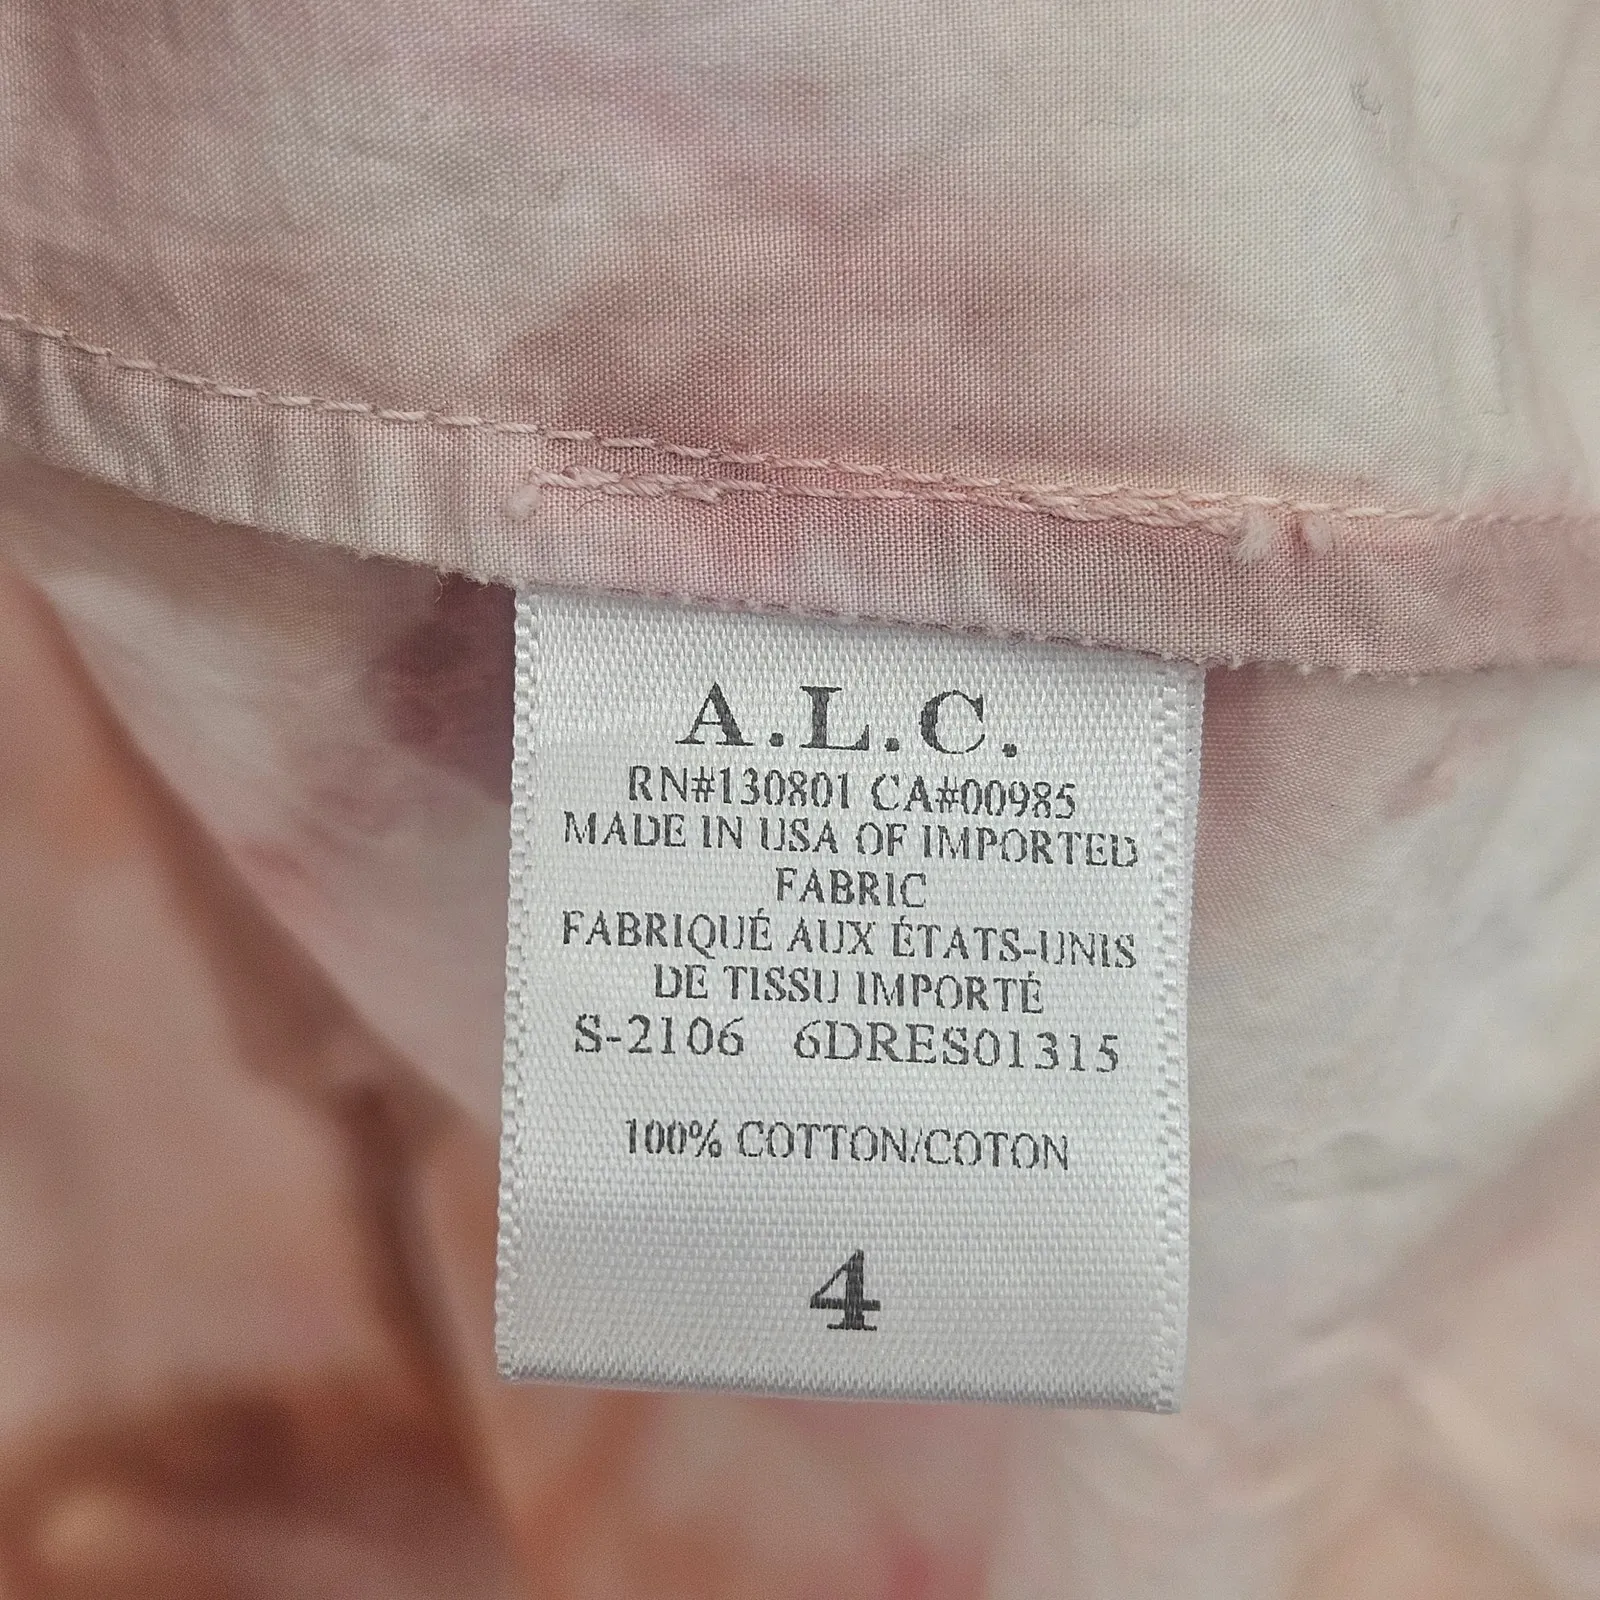 A.L.C.
RN#130801 CA#00985
MADE IN USA OF IMPORTED
FABRIC
FABRIQUÉ AUX ÉTATS-UNIS
DE TISSU IMPORTÉ
S-2106 6DRES01315
100% COTTON/COTON
4